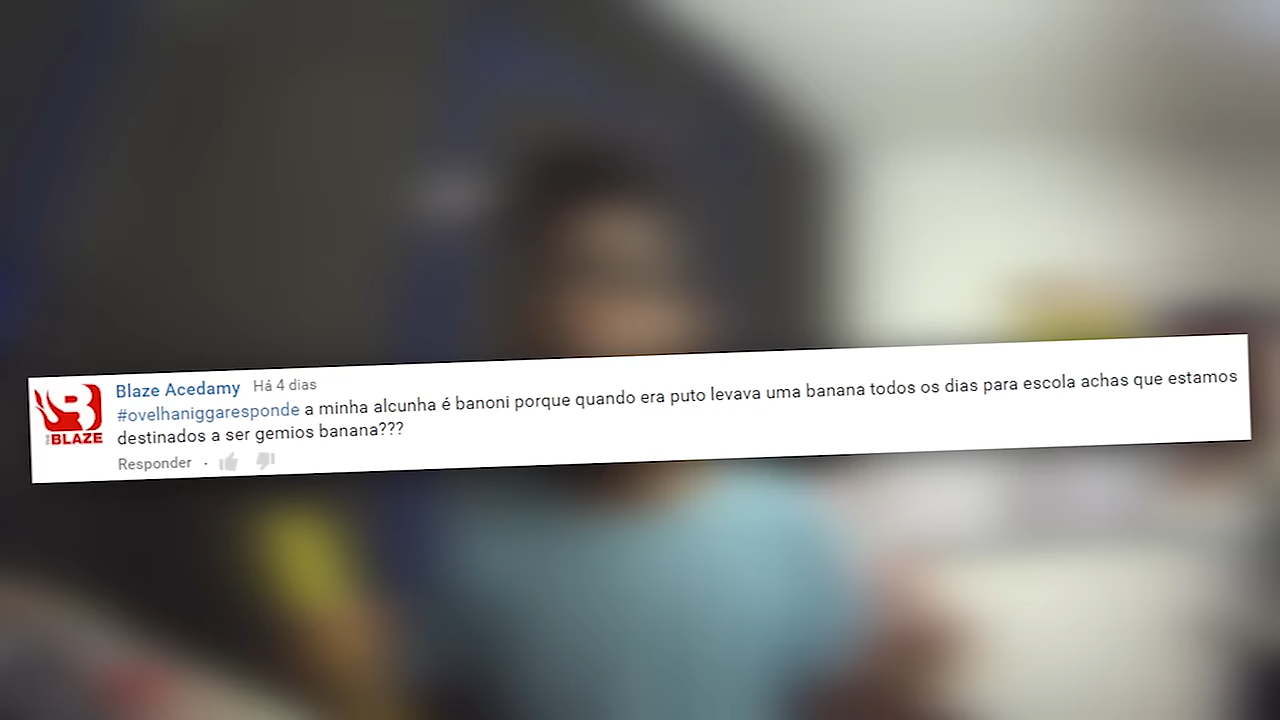 Blaze Acedamy Há 4 dias
#ovelhaniggaresponde a minha alcunha é banoni porque quando era puto levava uma banana todos os dias para escola achas que estamos
destinados a ser gemios banana???
Responder ·
THE BLAZE